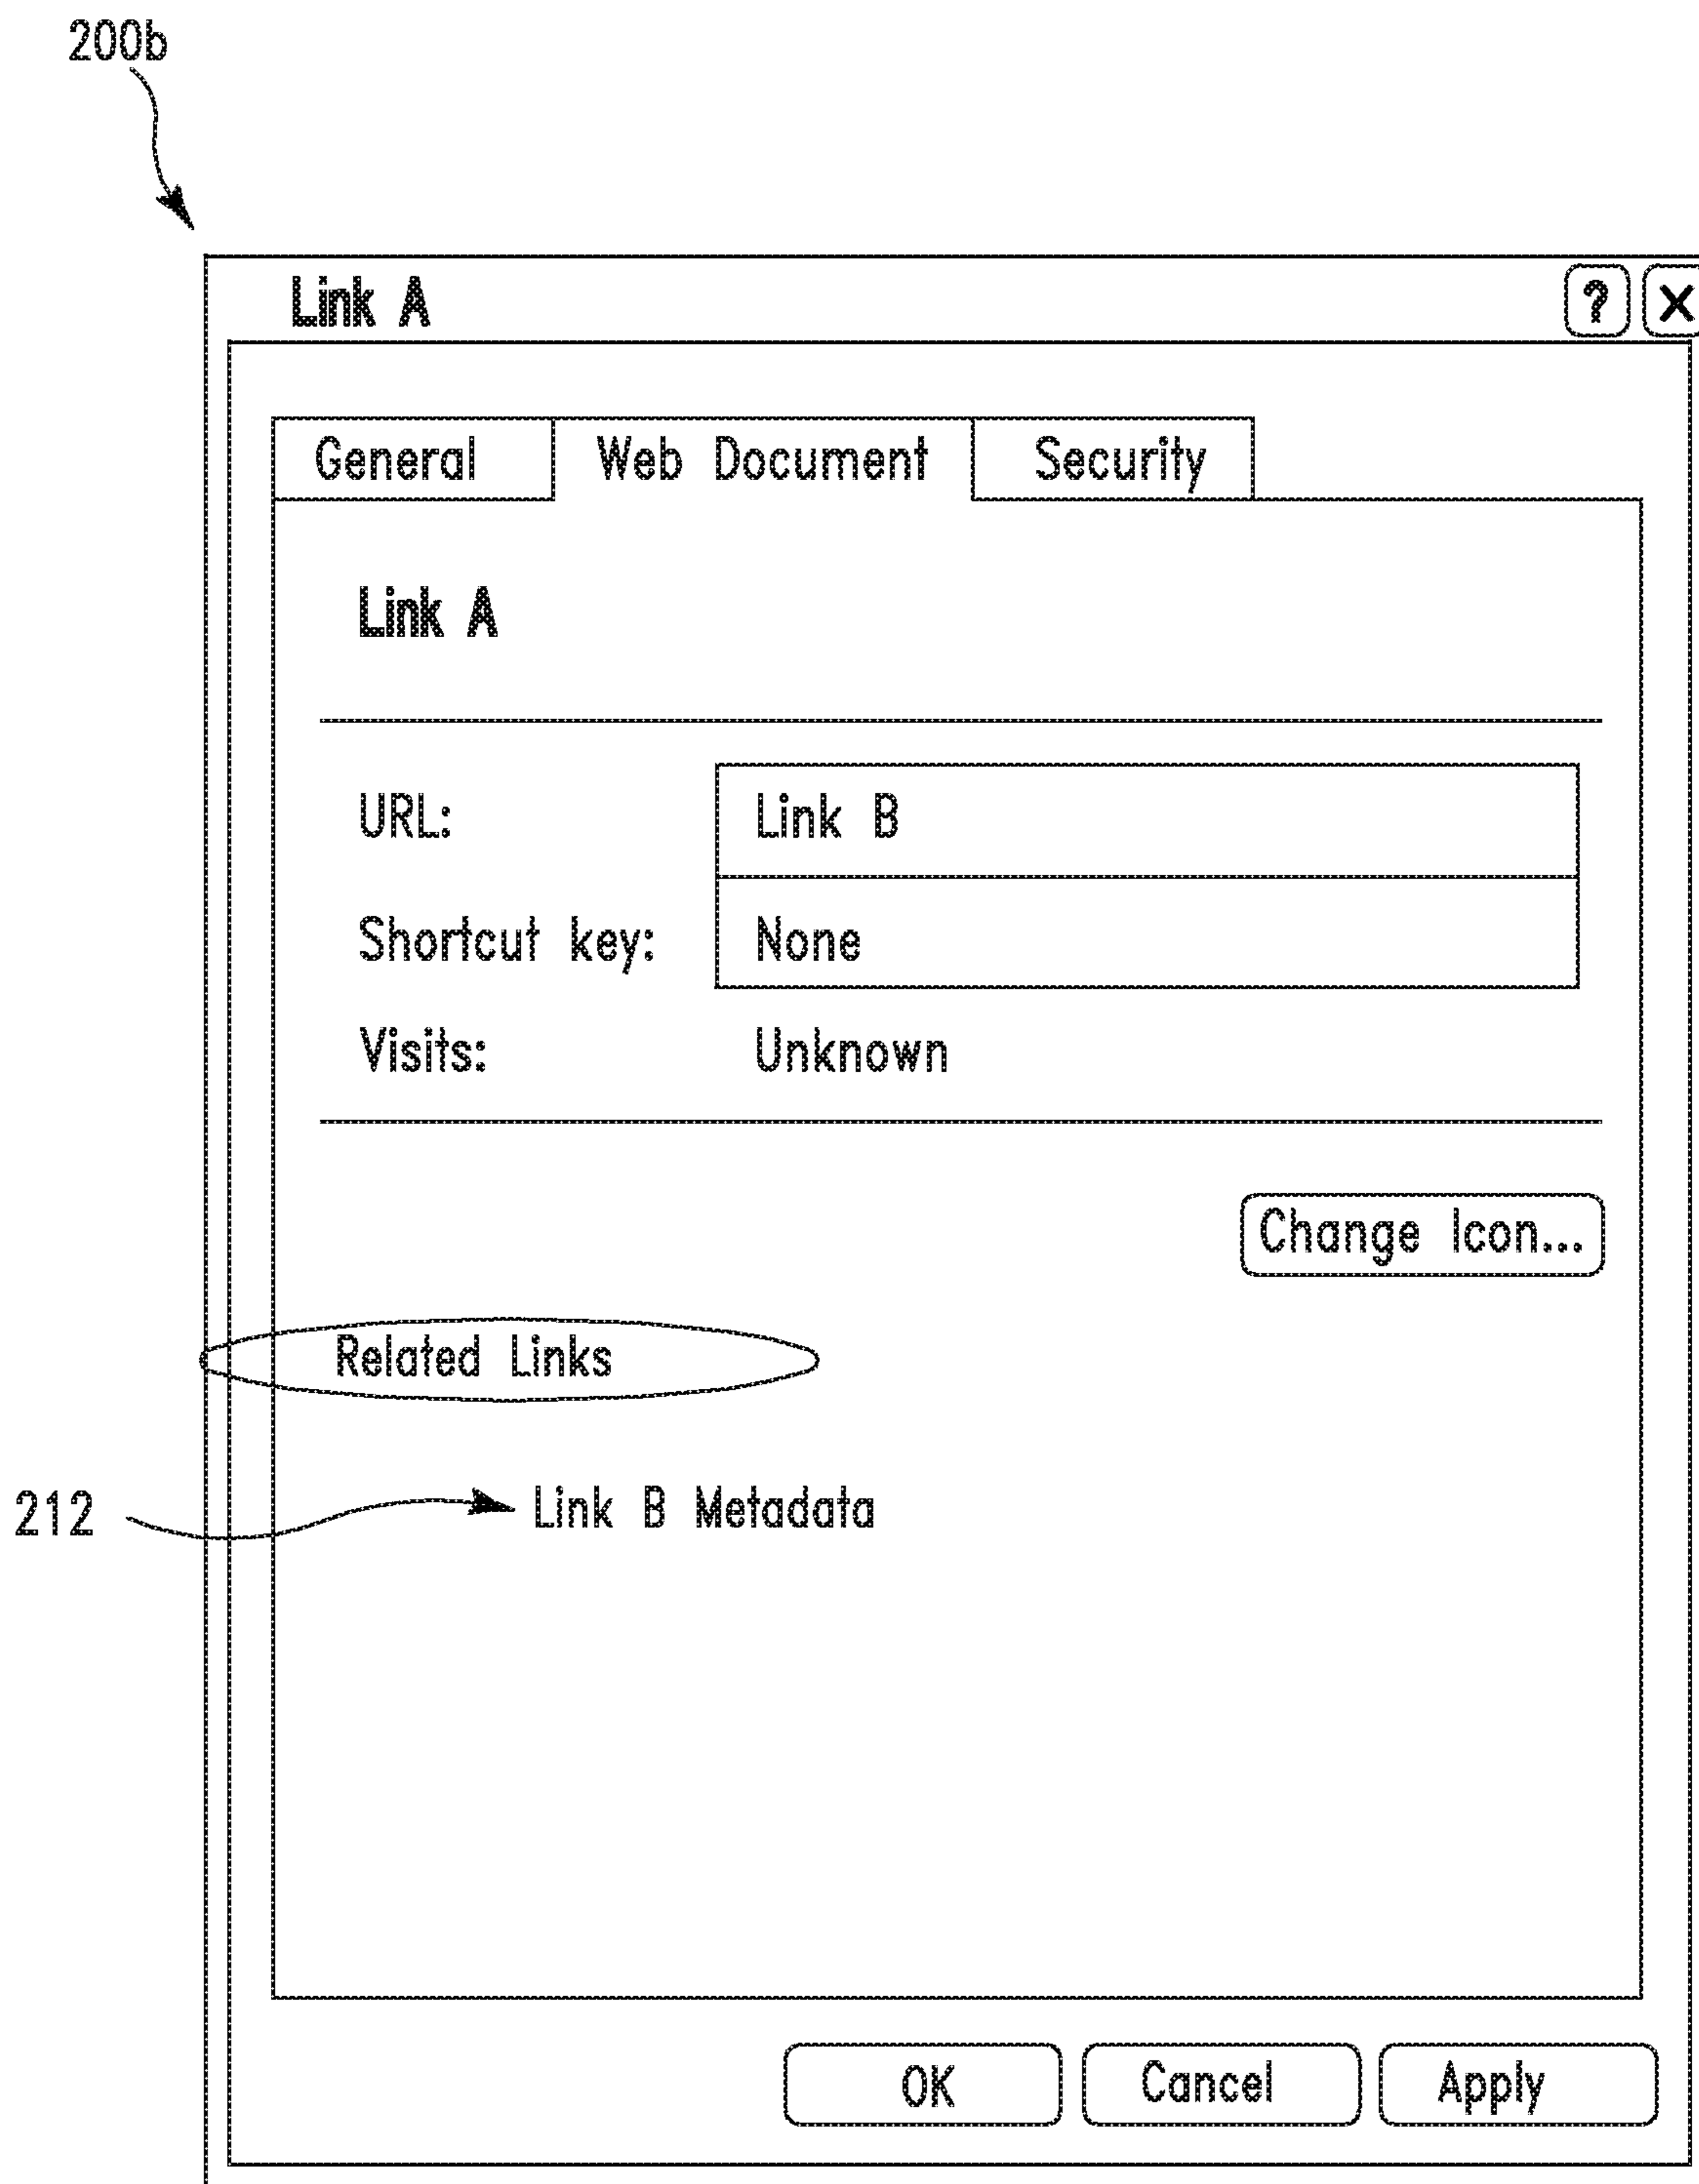 200b
Link A ? X
General Web Document Security
Link A
URL: Link B
Shortcut key: None
Visits: Unknown
Change Icon...
Related Links
212 Link B Metadata
OK Cancel Apply